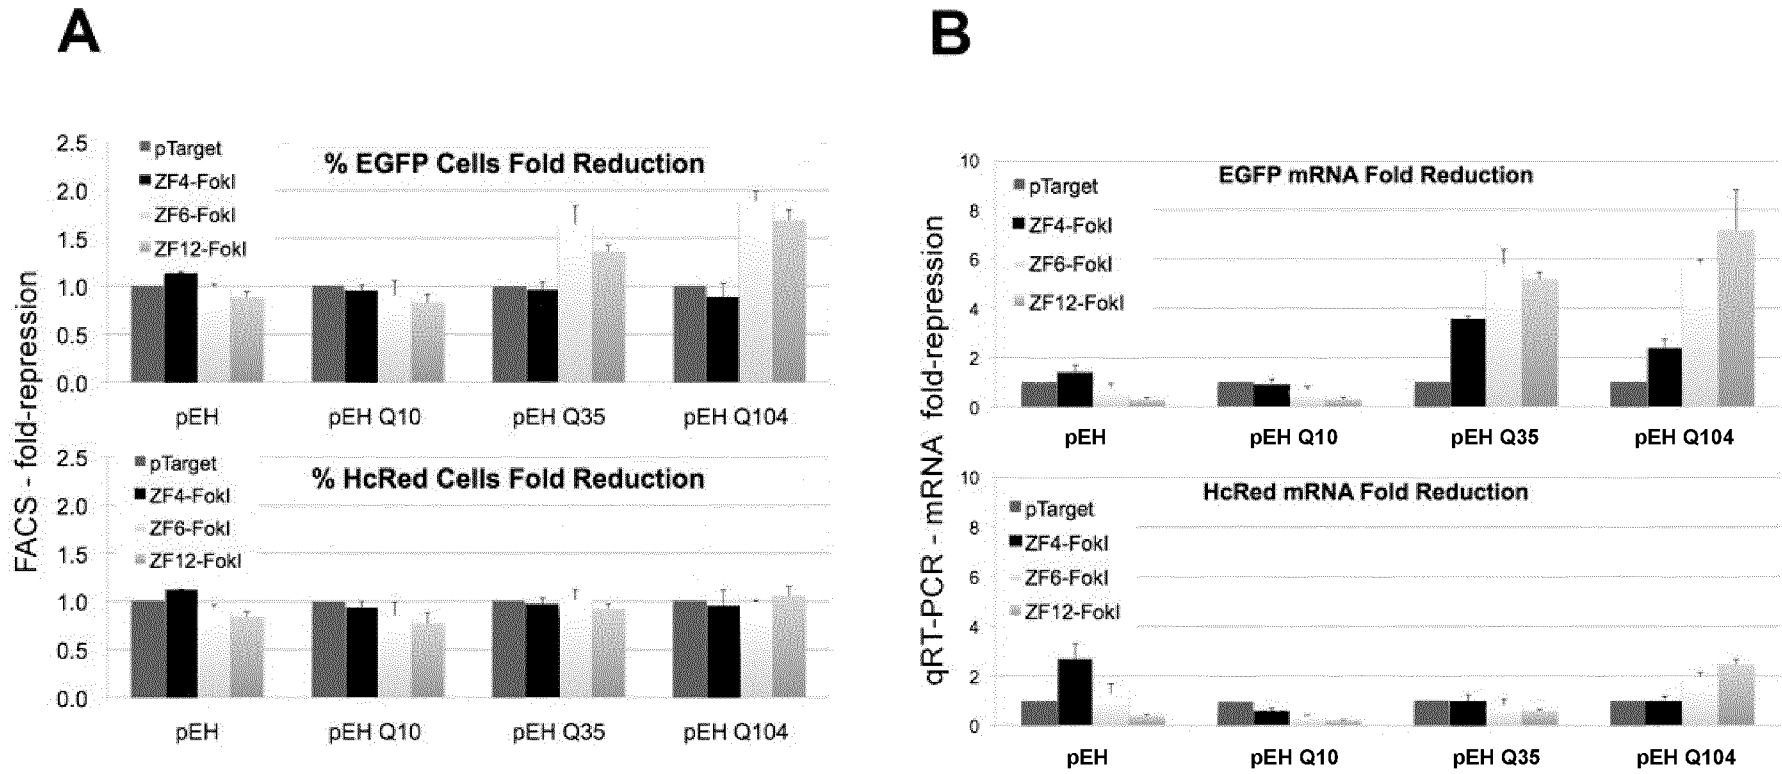 A
FACS - fold-repression
% EGFP Cells Fold Reduction
2.5
2.0
1.5
1.0
0.5
0.0
pTarget
ZF4-FokI
ZF6-FokI
ZF12-FokI
pEH
pEH Q10
pEH Q35
pEH Q104
% HcRed Cells Fold Reduction
2.5
2.0
1.5
1.0
0.5
0.0
pTarget
ZF4-FokI
ZF6-FokI
ZF12-FokI
pEH
pEH Q10
pEH Q35
pEH Q104
B
qRT-PCR - mRNA fold-repression
EGFP mRNA Fold Reduction
10
8
6
4
2
0
pTarget
ZF4-FokI
ZF6-FokI
ZF12-FokI
pEH
pEH Q10
pEH Q35
pEH Q104
HcRed mRNA Fold Reduction
10
8
6
4
2
0
pTarget
ZF4-FokI
ZF6-FokI
ZF12-FokI
pEH
pEH Q10
pEH Q35
pEH Q104